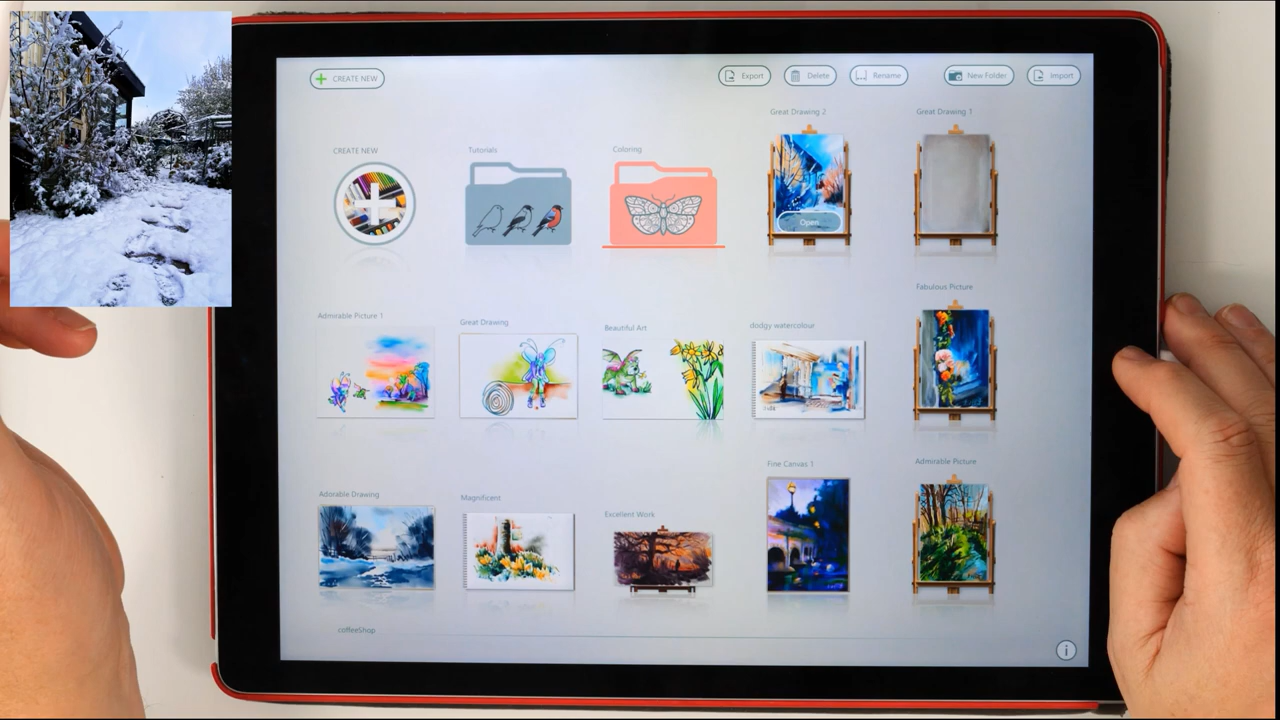 CREATE NEW
Export
Delete
Rename
New Folder
Import
Great Drawing 2
Great Drawing 1
CREATE NEW
Tutorials
Coloring
Open
Fabulous Picture
Admirable Picture 1
Great Drawing
Beautiful Art
dodgy watercolour
Fine Canvas 1
Admirable Picture
Adorable Drawing
Magnificent
Excellent Work
coffeeShop
i